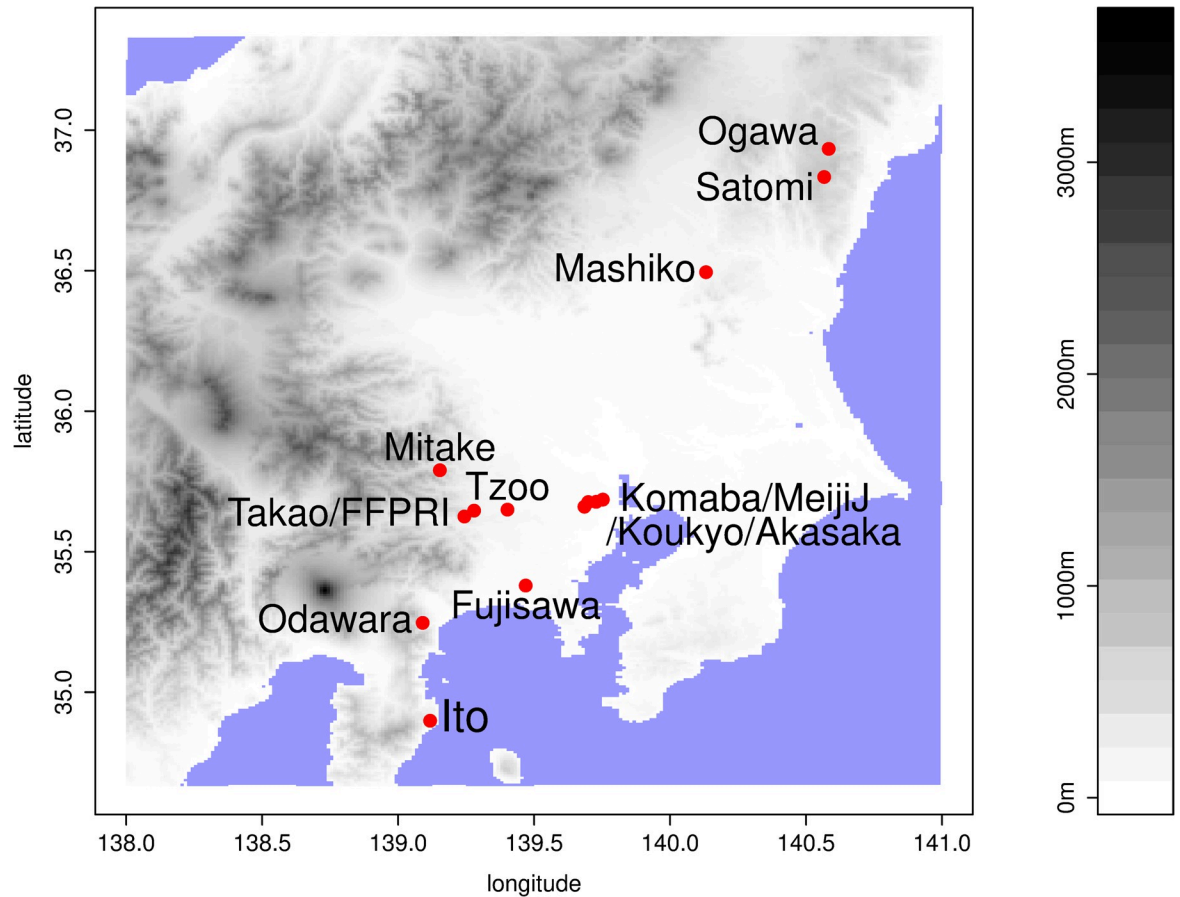 Ogawa
Satomi
Mashiko
Mitake
Tzoo
Takao/FFPRI
Komaba/MeijiJ
/Koukyo/Akasaka
Fujisawa
Odawara
Ito
latitude
37.0
36.5
36.0
35.5
35.0
138.0 138.5 139.0 139.5 140.0 140.5 141.0
longitude
3000m
2000m
1000m
0m